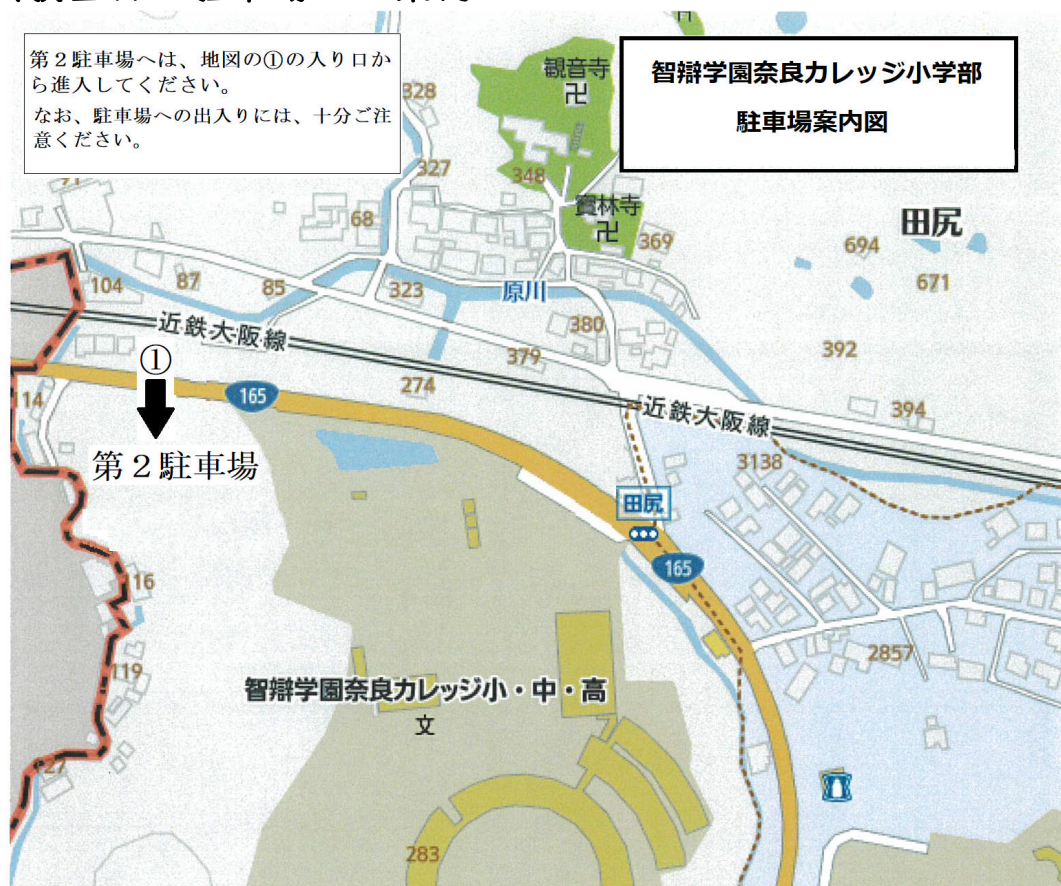 第２駐車場へは、地図の①の入り口か
ら進入してください。
なお、駐車場への出入りには、十分ご注
意ください。
智辯学園奈良カレッジ小学部
駐車場案内図
観音寺
328
327
348
68
寳林寺
369
田尻
694
671
104
87
85
323
原川
380
392
近鉄大阪線
379
①
165
274
114
394
近鉄大阪線
第２駐車場
3138
田尻
165
116
119
2857
智辯学園奈良カレッジ小・中・高
文
27
283